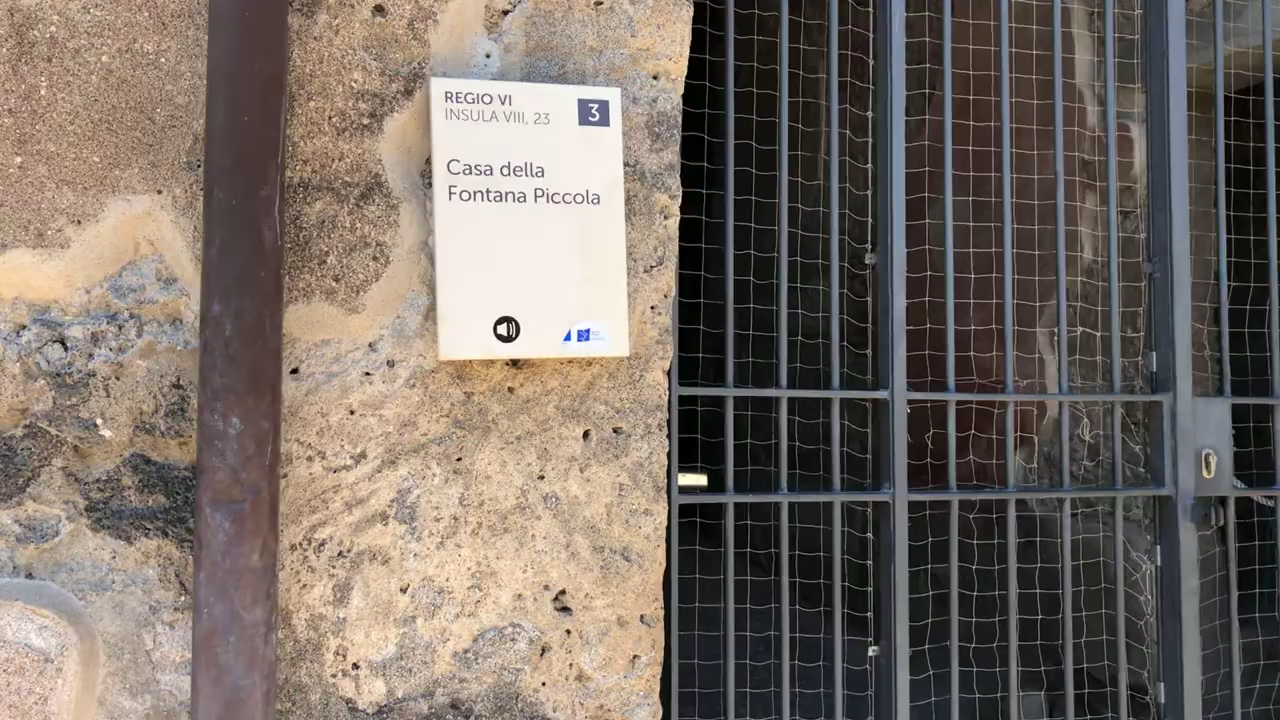 REGIO VI
INSULA VIII, 23
3
Casa della
Fontana Piccola